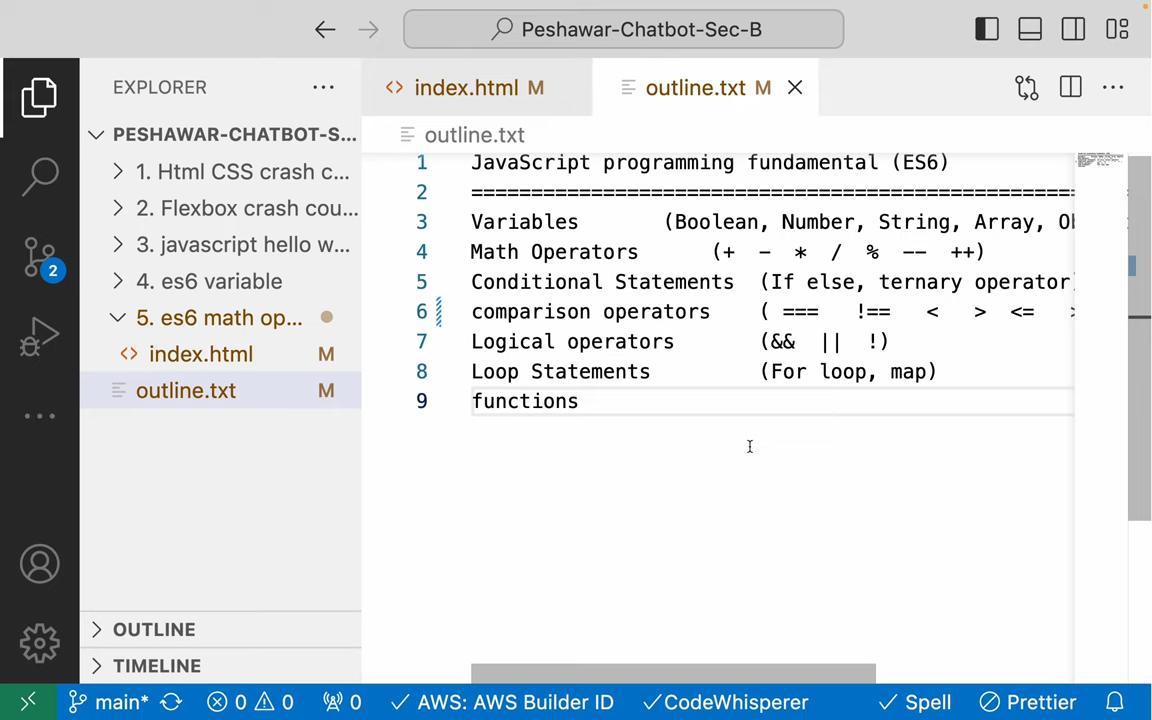 Peshawar-Chatbot-Sec-B
EXPLORER
index.html M
outline.txt M
outline.txt
PESHAWAR-CHATBOT-S...
1. Html CSS crash c...
2. Flexbox crash cou...
3. javascript hello w...
4. es6 variable
5. es6 math op...
index.html M
outline.txt M
2
1 JavaScript programming fundamental (ES6)
2 ==================================================
3 Variables (Boolean, Number, String, Array, Ob
4 Math Operators (+ - * / % -- ++)
5 Conditional Statements (If else, ternary operator)
6 comparison operators ( === !== < > <= >
7 Logical operators (&& || !)
8 Loop Statements (For loop, map)
9 functions
OUTLINE
TIMELINE
main* 0 0 0 AWS: AWS Builder ID CodeWhisperer Spell Prettier